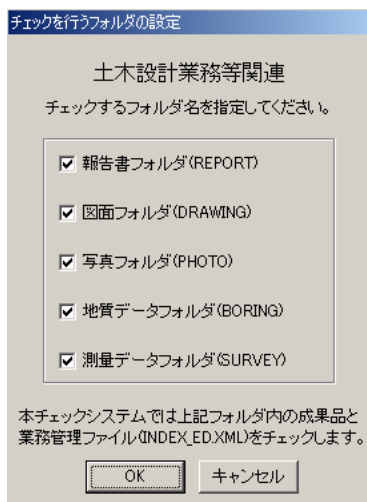 チェックを行うフォルダの設定
土木設計業務等関連
チェックするフォルダ名を指定してください。
報告書フォルダ(REPORT)
図面フォルダ(DRAWING)
写真フォルダ(PHOTO)
地質データフォルダ(BORING)
測量データフォルダ(SURVEY)
本チェックシステムでは上記フォルダ内の成果品と
業務管理ファイル(INDEX_ED.XML)をチェックします。
OK キャンセル